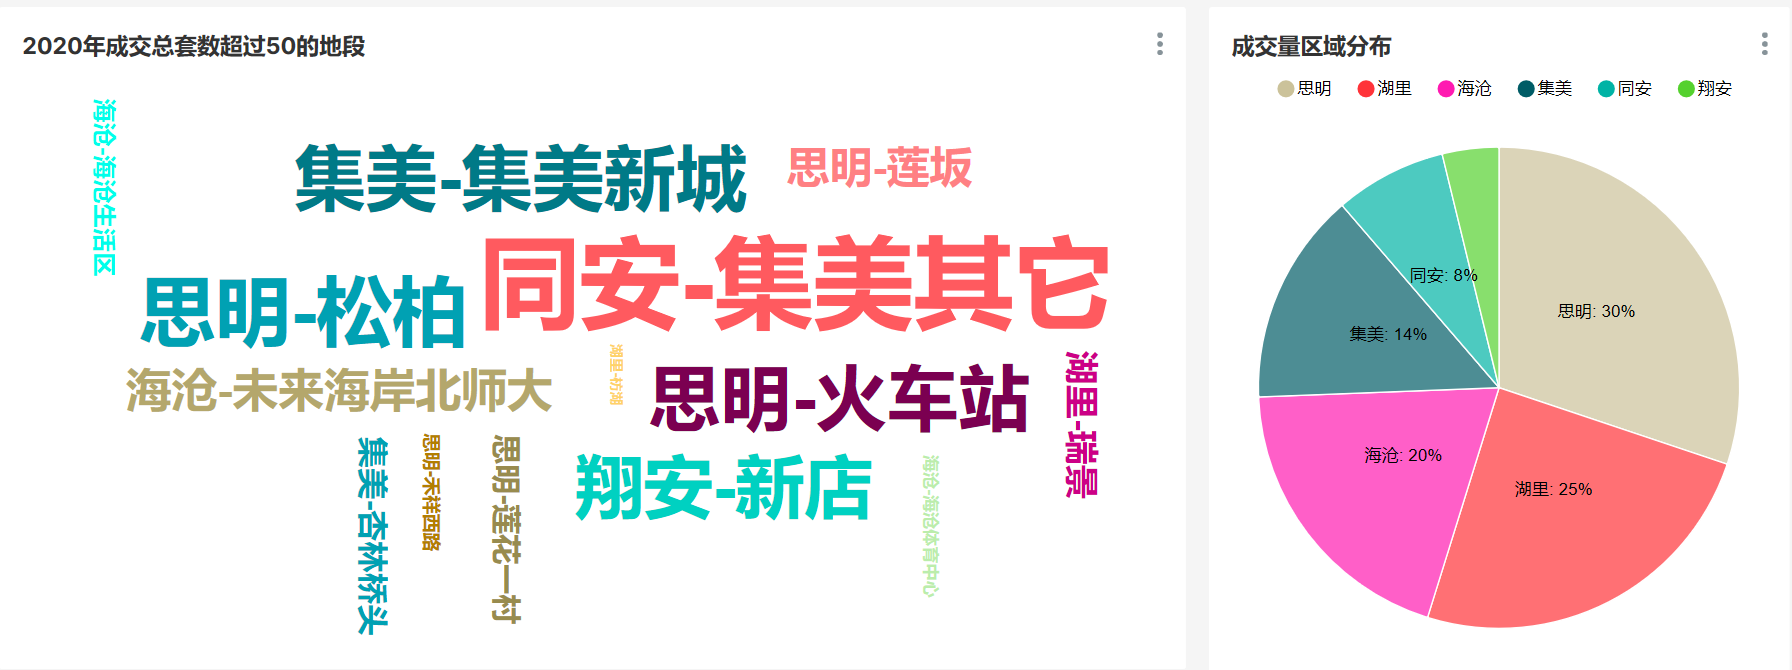 2020年成交总套数超过50的地段
海沧-海沧生活区
集美-集美新城
思明-莲坂
同安-集美其它
思明-松柏
海沧-未来海岸北师大
湖里-枋湖
思明-火车站
湖里-瑞景
集美-杏林桥头
思明-禾祥西路
思明-莲花一村
翔安-新店
海沧-海沧体育中心
成交量区域分布
思明 湖里 海沧 集美 同安 翔安
同安: 8%
思明: 30%
集美: 14%
海沧: 20%
湖里: 25%